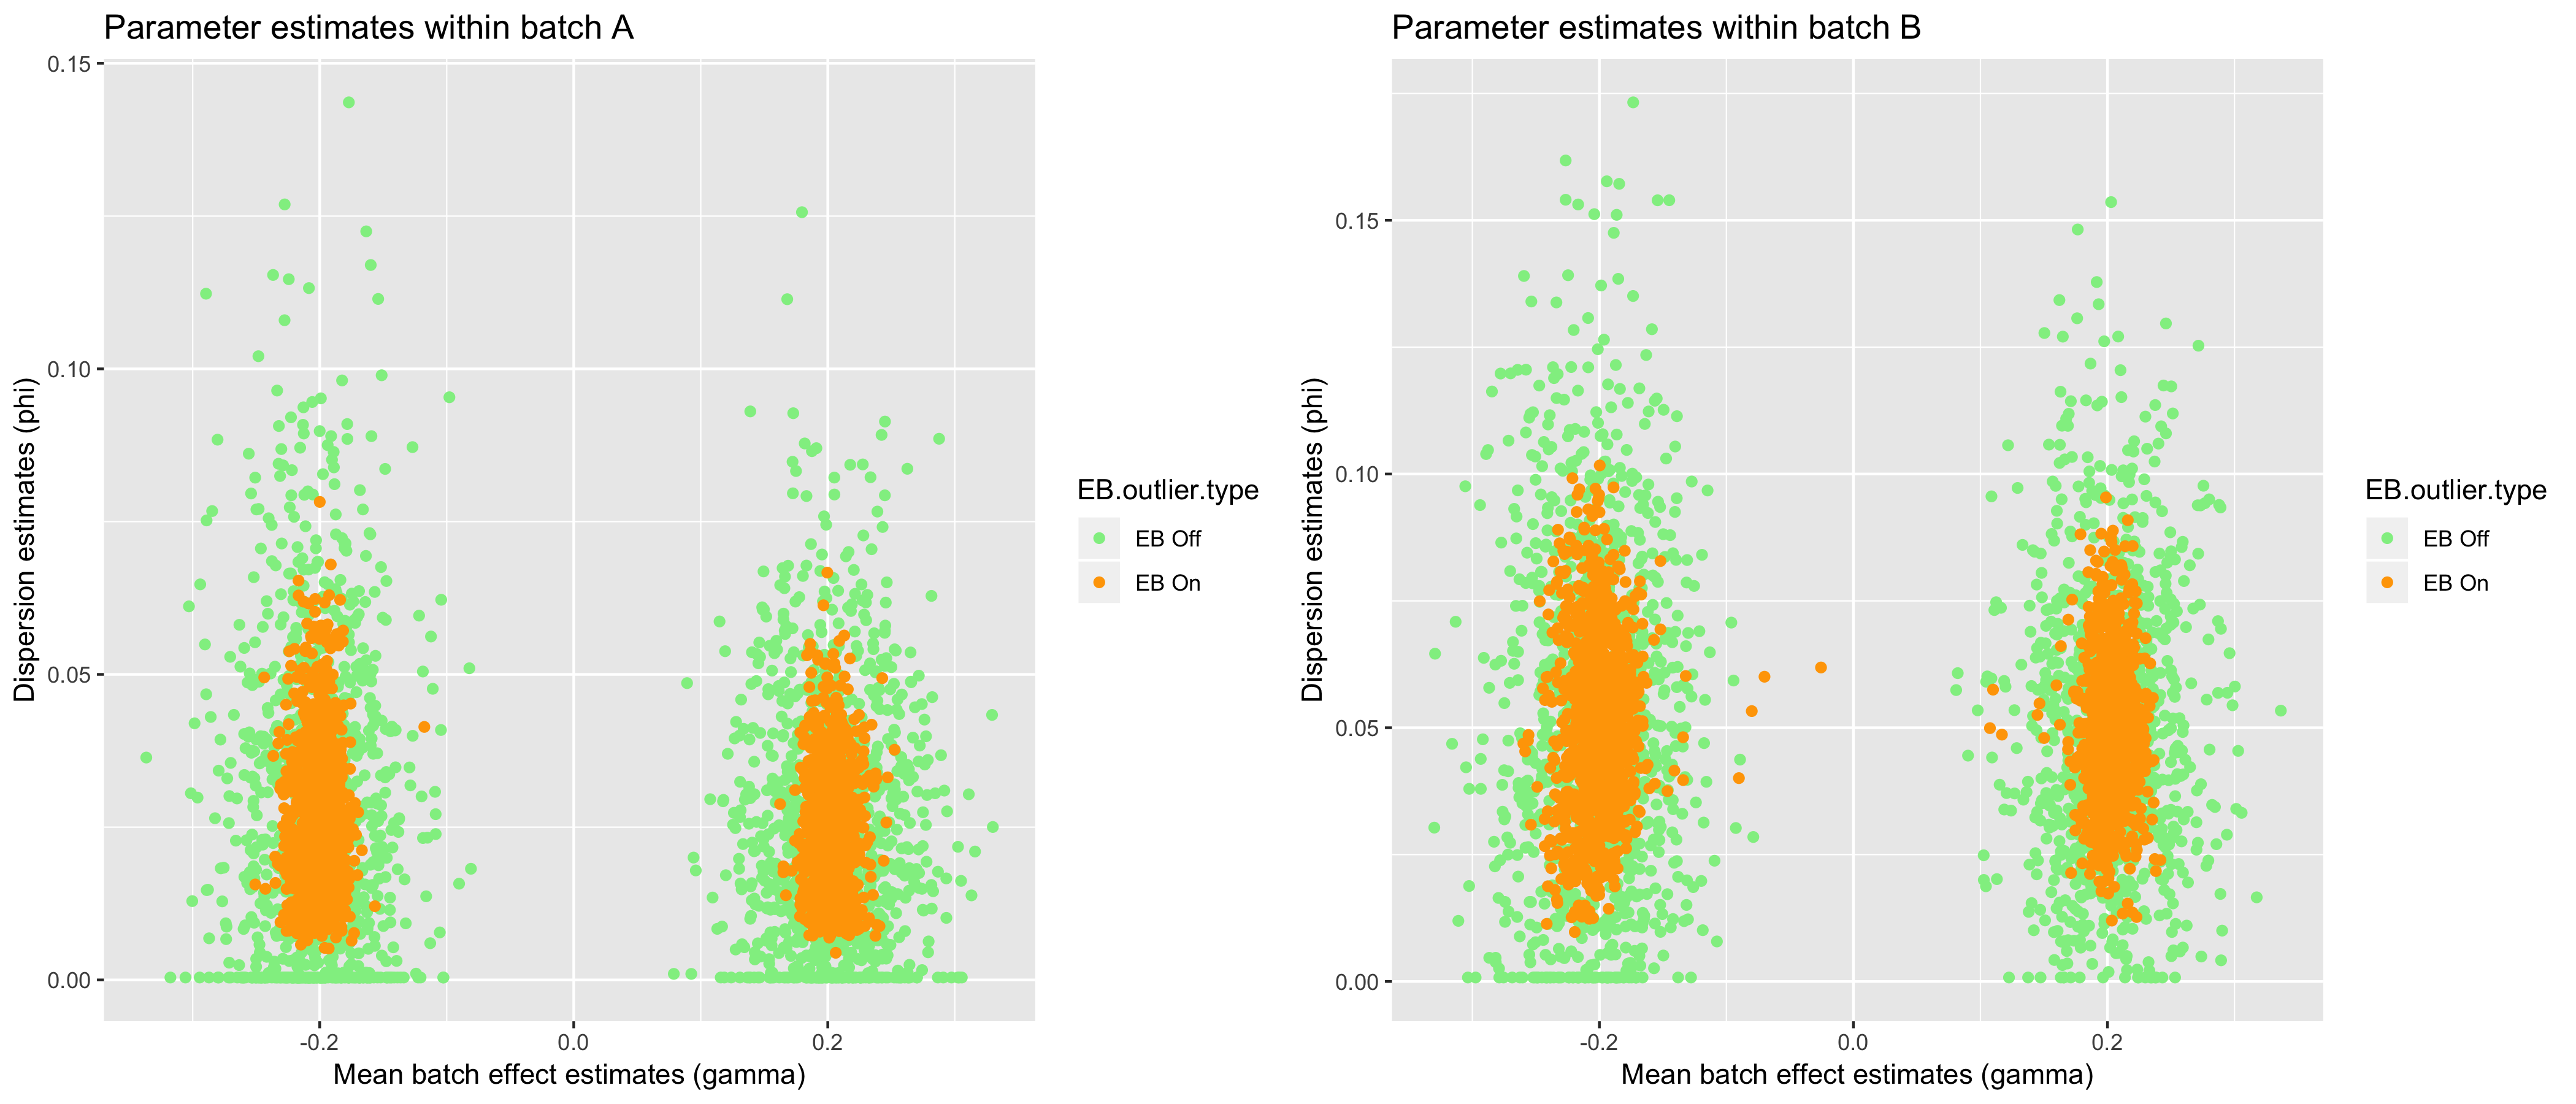 Parameter estimates within batch A
Dispersion estimates (phi)
0.15
0.10
0.05
0.00
-0.2
0.0
0.2
Mean batch effect estimates (gamma)
EB.outlier.type
EB Off
EB On
Parameter estimates within batch B
Dispersion estimates (phi)
0.15
0.10
0.05
0.00
-0.2
0.0
0.2
Mean batch effect estimates (gamma)
EB.outlier.type
EB Off
EB On